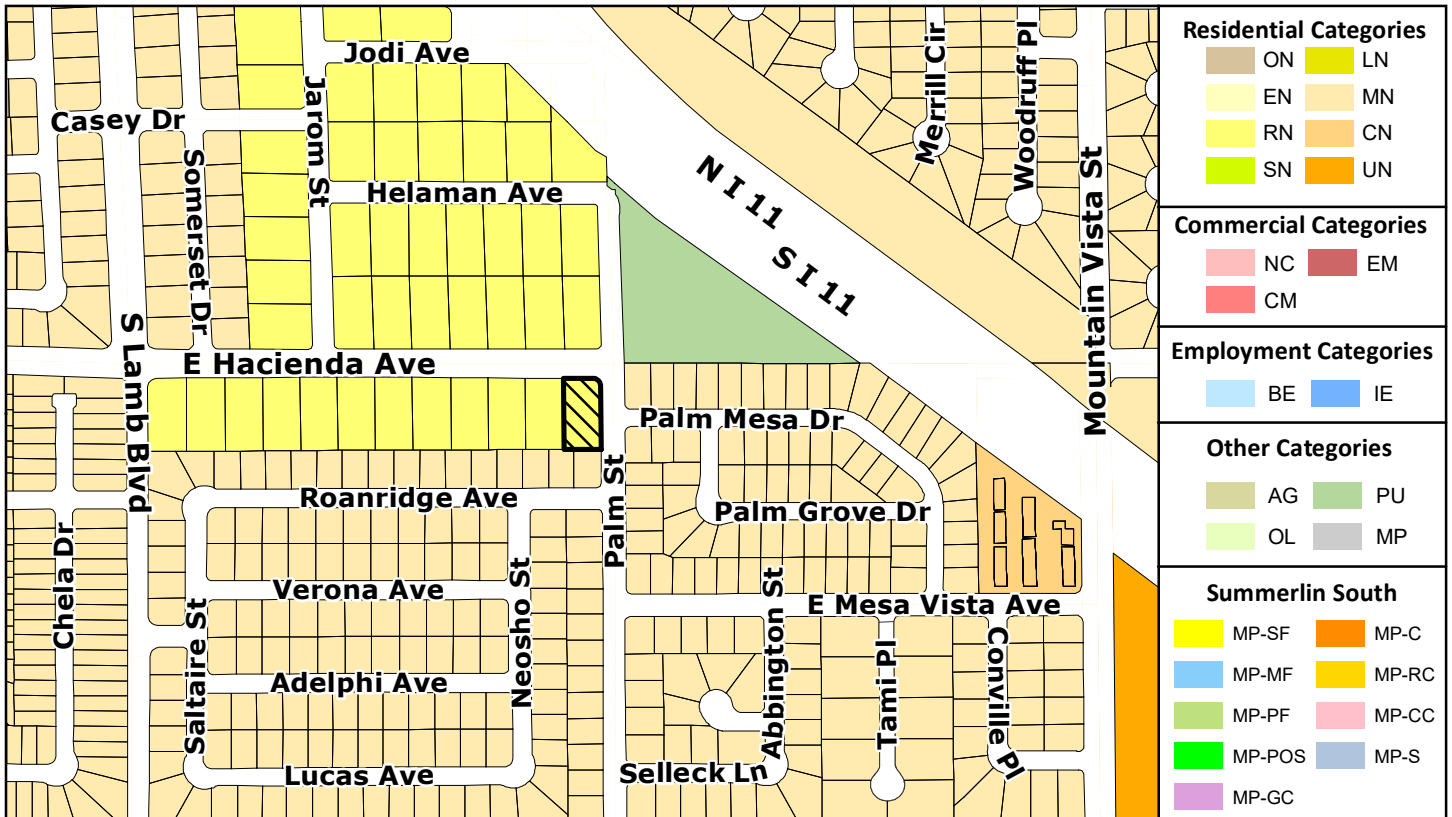 Jodi Ave
Casey Dr
Jarom St
Somerset Dr
Helaman Ave
Merrill Cir
Woodruff Pl
N I 11
S I 11
Mountain Vista St
S Lamb Blvd
E Hacienda Ave
Palm Mesa Dr
Roanridge Ave
Palm St
Palm Grove Dr
Chela Dr
Verona Ave
Neosho St
Abbington St
E Mesa Vista Ave
Saltaire St
Adelphi Ave
Tami Pl
Conville Pl
Lucas Ave
Selleck Ln
Residential Categories
ON LN
EN MN
RN CN
SN UN
Commercial Categories
NC EM
CM
Employment Categories
BE IE
Other Categories
AG PU
OL MP
Summerlin South
MP-SF MP-C
MP-MF MP-RC
MP-PF MP-CC
MP-POS MP-S
MP-GC